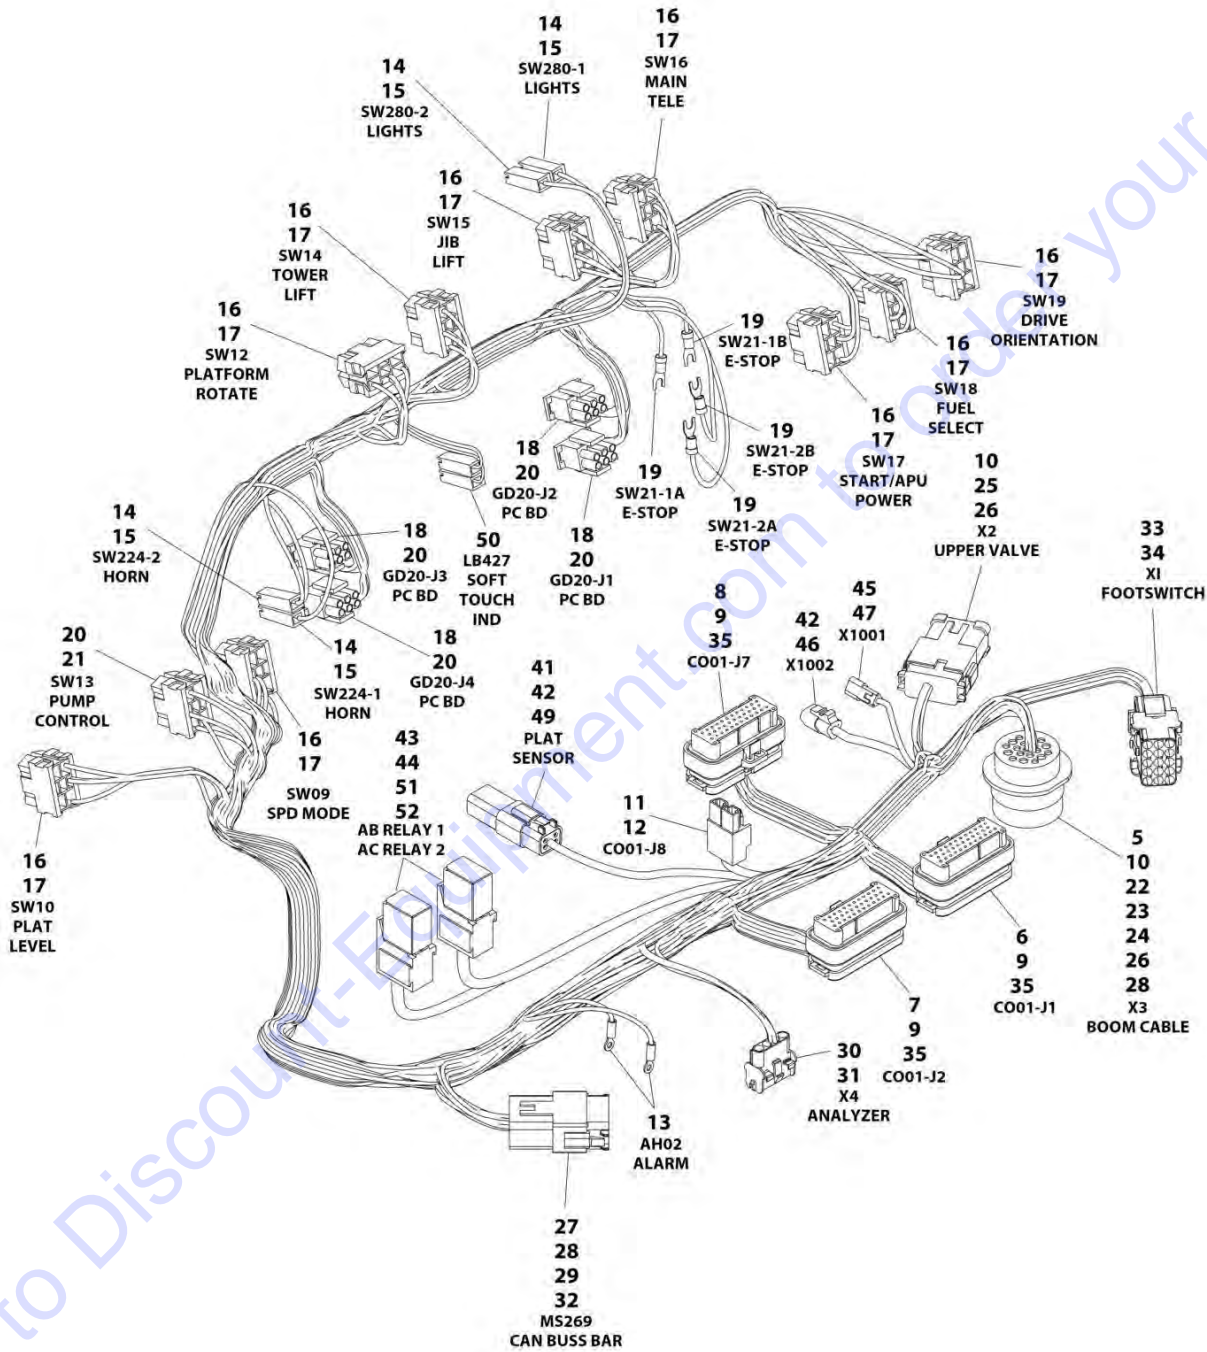 14
15
SW280-1
LIGHTS
16
17
SW16
MAIN
TELE
14
15
SW280-2
LIGHTS
16
17
SW15
JIB
LIFT
16
17
SW14
TOWER
LIFT
16
17
SW12
PLATFORM
ROTATE
16
17
SW19
DRIVE
ORIENTATION
16
17
SW18
FUEL
SELECT
16
17
SW17
START/APU
POWER
19
SW21-1B
E-STOP
19
SW21-2B
E-STOP
19
SW21-1A
E-STOP
19
SW21-2A
E-STOP
18
20
GD20-J2
PC BD
18
20
GD20-J1
PC BD
50
LB427
SOFT
TOUCH
IND
18
20
GD20-J3
PC BD
18
20
GD20-J4
PC BD
14
15
SW224-2
HORN
14
15
SW224-1
HORN
20
21
SW13
PUMP
CONTROL
16
17
SW09
SPD MODE
16
17
SW10
PLAT
LEVEL
10
25
26
X2
UPPER VALVE
33
34
XI
FOOTSWITCH
8
9
35
CO01-J7
42
46
X1002
45
47
X1001
41
42
49
PLAT
SENSOR
43
44
51
52
AB RELAY 1
AC RELAY 2
11
12
CO01-J8
5
10
22
23
24
26
28
X3
BOOM CABLE
6
9
35
CO01-J1
7
9
35
CO01-J2
30
31
X4
ANALYZER
13
AH02
ALARM
27
28
29
32
MS269
CAN BUSS BAR
to Discount-Equipment.com to order your